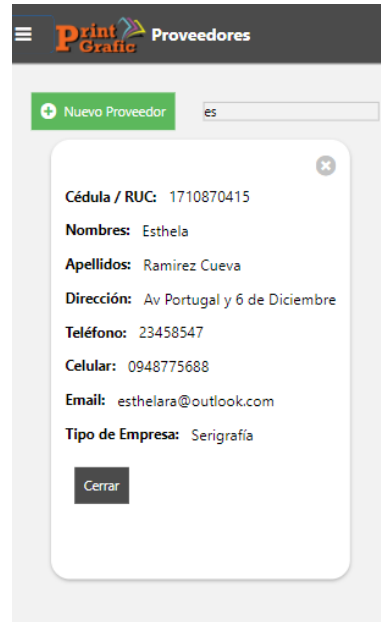 Print Grafic Proveedores
Nuevo Proveedor es
Cédula / RUC: 1710870415
Nombres: Esthela
Apellidos: Ramirez Cueva
Dirección: Av Portugal y 6 de Diciembre
Teléfono: 23458547
Celular: 0948775688
Email: esthelara@outlook.com
Tipo de Empresa: Serigrafía
Cerrar